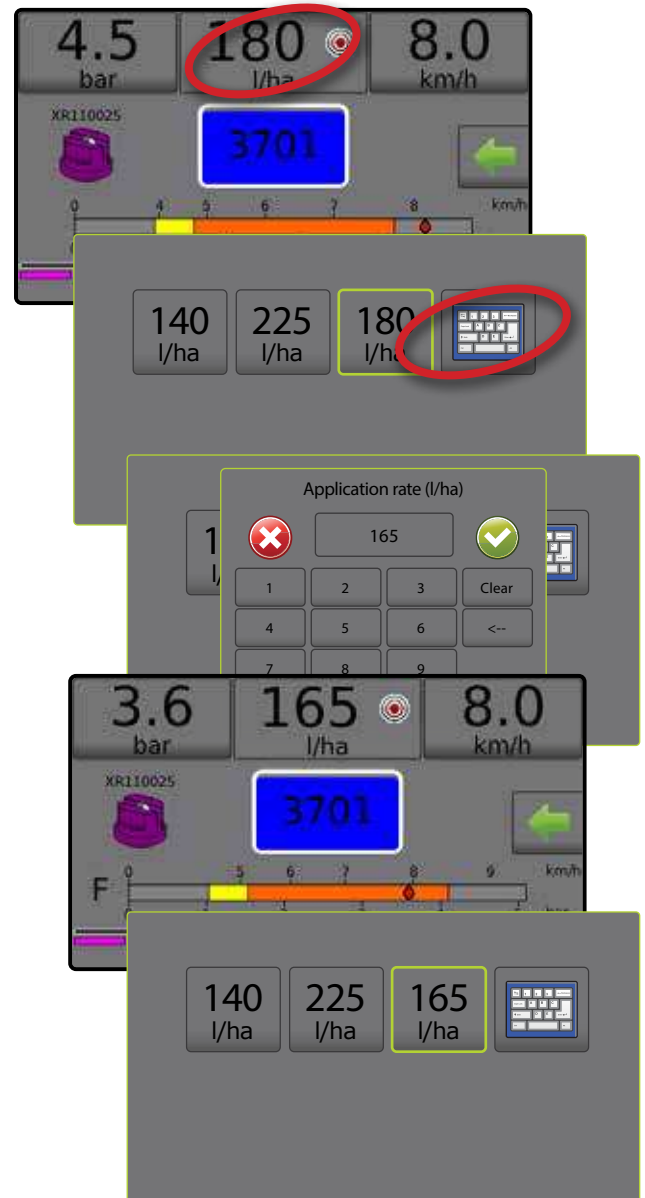 4.5 180 8.0
bar l/ha km/h
XR110025
3701
0 4 5 6 7 8 km/h
140 225 180
l/ha l/ha l/ha
Application rate (l/ha)
165
1 2 3 Clear
4 5 6 <--
7 8 9
3.6 165 8.0
bar l/ha km/h
XR110025
3701
0 5 6 7 8 9 km/h
F
140 225 165
l/ha l/ha l/ha